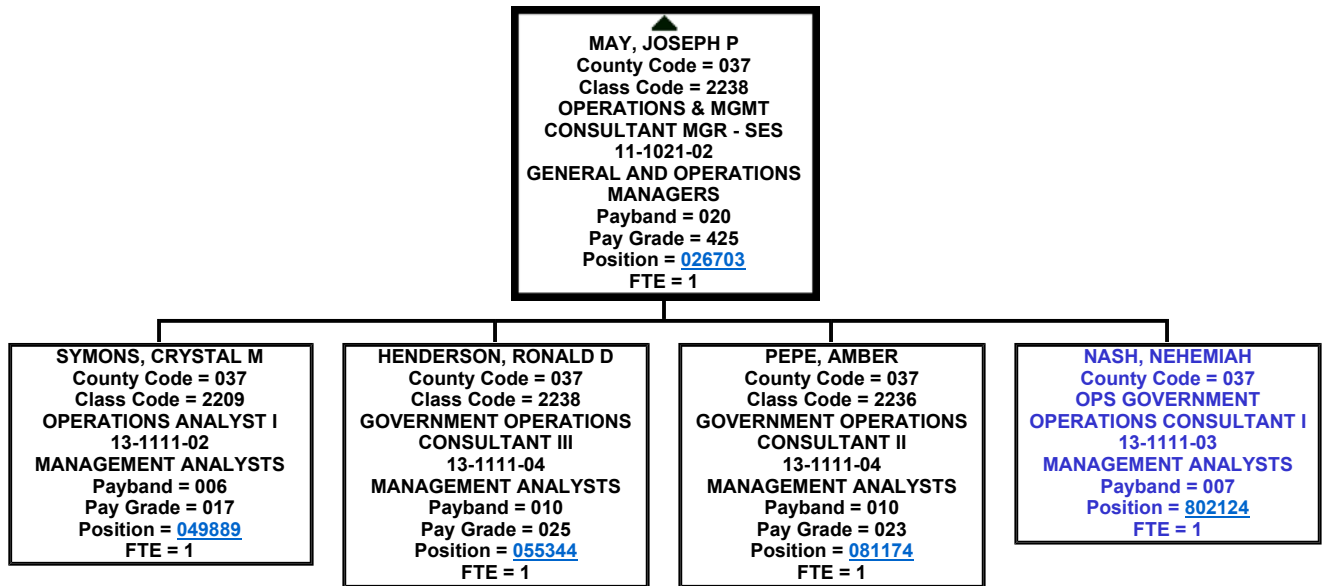 MAY, JOSEPH P
County Code = 037
Class Code = 2238
OPERATIONS & MGMT
CONSULTANT MGR - SES
11-1021-02
GENERAL AND OPERATIONS
MANAGERS
Payband = 020
Pay Grade = 425
Position = 026703
FTE = 1
SYMONS, CRYSTAL M
County Code = 037
Class Code = 2209
OPERATIONS ANALYST I
13-1111-02
MANAGEMENT ANALYSTS
Payband = 006
Pay Grade = 017
Position = 049889
FTE = 1
HENDERSON, RONALD D
County Code = 037
Class Code = 2238
GOVERNMENT OPERATIONS
CONSULTANT III
13-1111-04
MANAGEMENT ANALYSTS
Payband = 010
Pay Grade = 025
Position = 055344
FTE = 1
PEPE, AMBER
County Code = 037
Class Code = 2236
GOVERNMENT OPERATIONS
CONSULTANT II
13-1111-04
MANAGEMENT ANALYSTS
Payband = 010
Pay Grade = 023
Position = 081174
FTE = 1
NASH, NEHEMIAH
County Code = 037
OPS GOVERNMENT
OPERATIONS CONSULTANT I
13-1111-03
MANAGEMENT ANALYSTS
Payband = 007
Position = 802124
FTE = 1